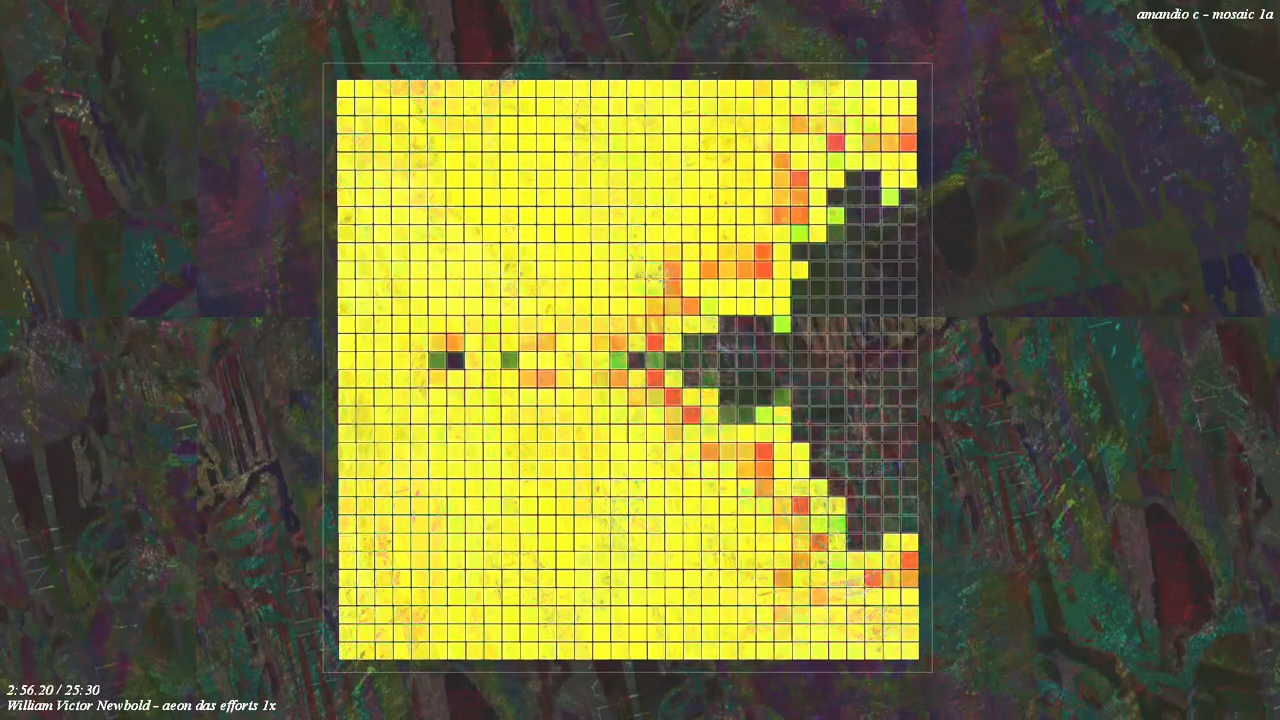 amandio c - mosaic 1a
2:56.20 / 25:30
William Victor Newbold - aeon das efforts 1x